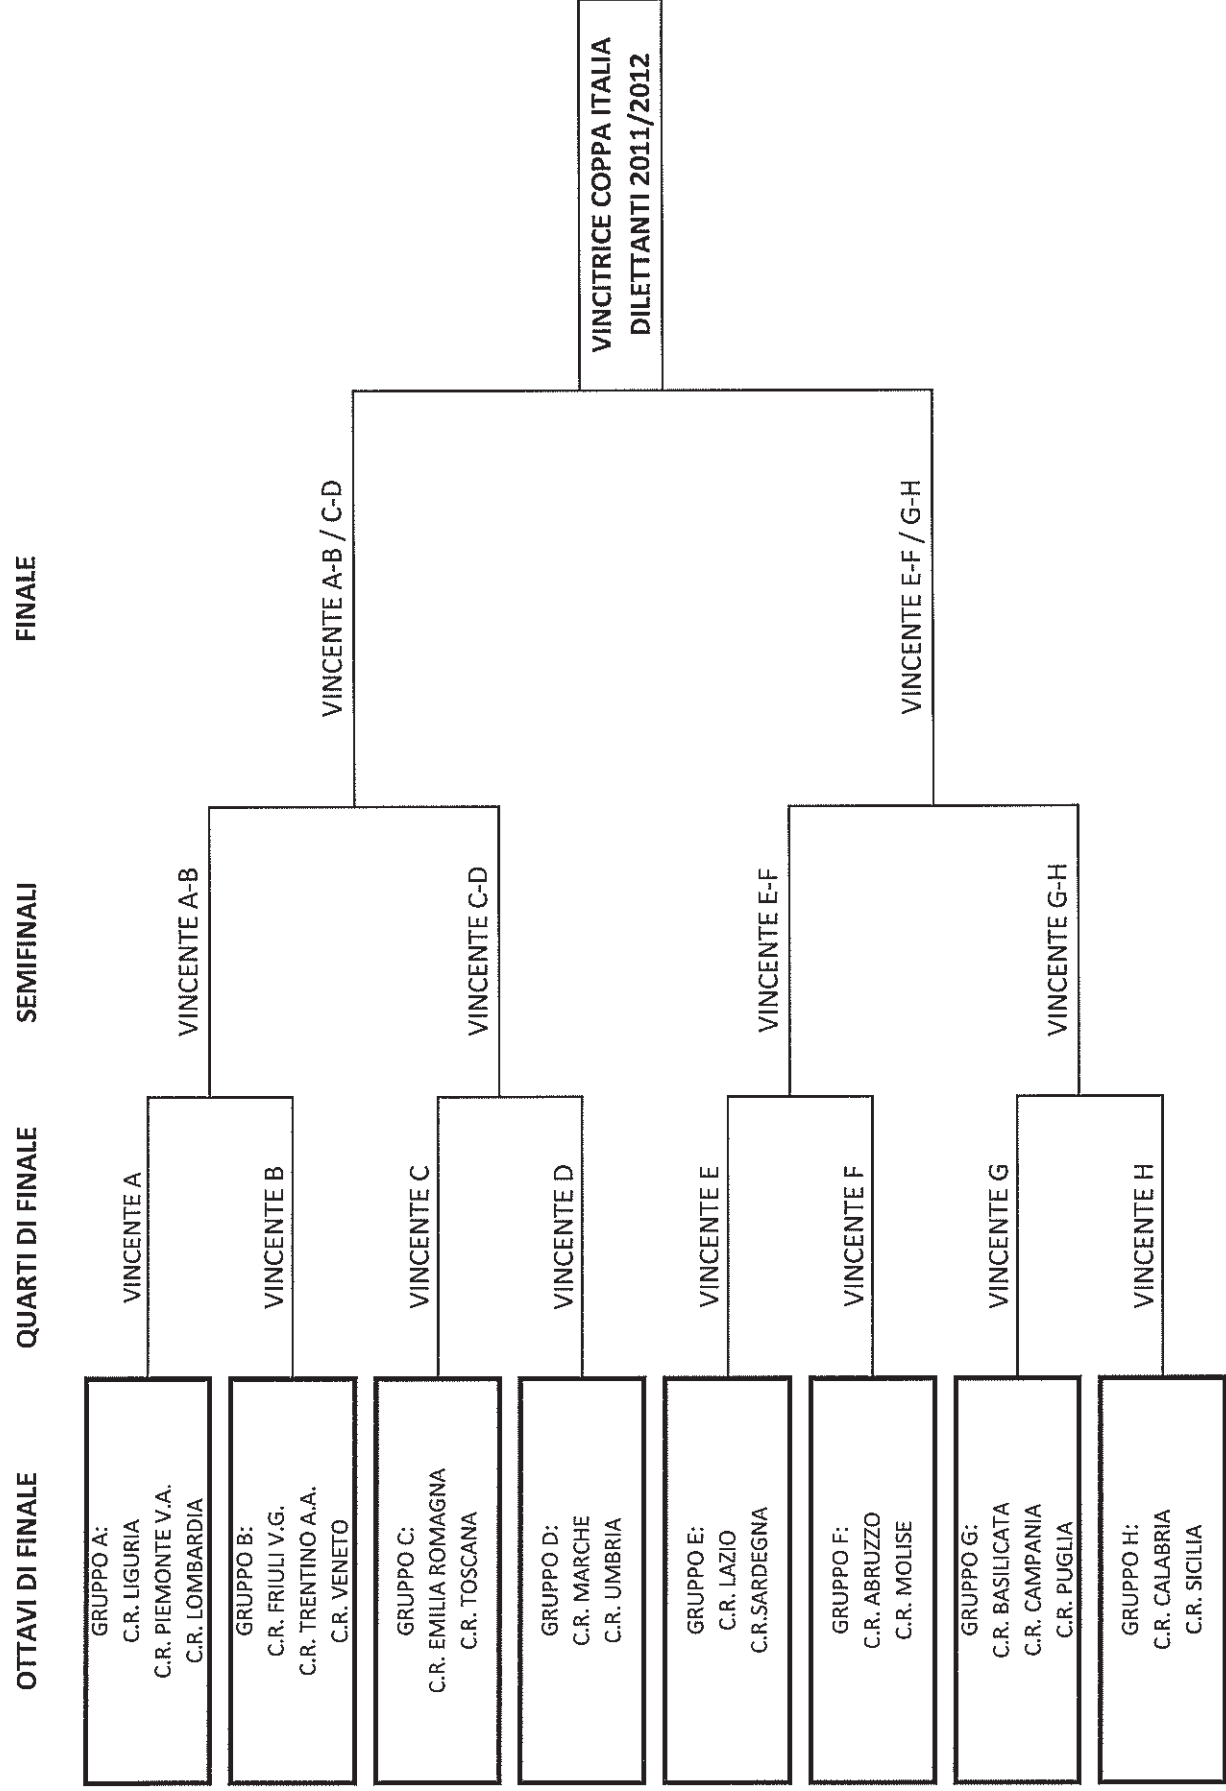 OTTAVI DI FINALE
QUARTI DI FINALE
SEMIFINALI
FINALE
GRUPPO A:
C.R. LIGURIA
C.R. PIEMONTE V.A.
C.R. LOMBARDIA
GRUPPO B:
C.R. FRIULI V.G.
C.R. TRENTINO A.A.
C.R. VENETO
GRUPPO C:
C.R. EMILIA ROMAGNA
C.R. TOSCANA
GRUPPO D:
C.R. MARCHE
C.R. UMBRIA
GRUPPO E:
C.R. LAZIO
C.R.SARDEGNA
GRUPPO F:
C.R. ABRUZZO
C.R. MOLISE
GRUPPO G:
C.R. BASILICATA
C.R. CAMPANIA
C.R. PUGLIA
GRUPPO H:
C.R. CALABRIA
C.R. SICILIA
VINCENTE A
VINCENTE B
VINCENTE C
VINCENTE D
VINCENTE E
VINCENTE F
VINCENTE G
VINCENTE H
VINCENTE A-B
VINCENTE C-D
VINCENTE E-F
VINCENTE G-H
VINCENTE A-B / C-D
VINCENTE E-F / G-H
VINCITRICE COPPA ITALIA
DILETTANTI 2011/2012